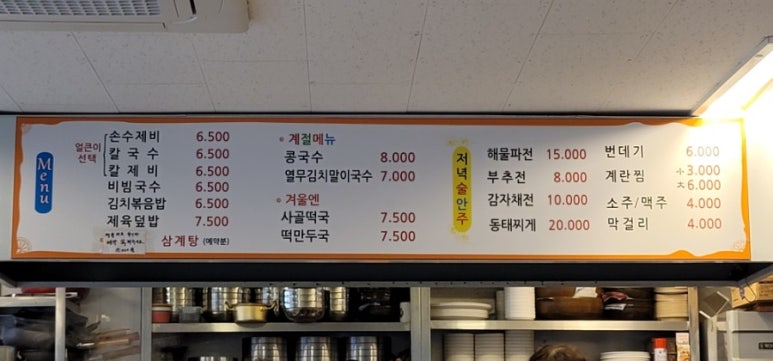 Menu
얼큰이
선택
손수제비 6.500
칼국수 6.500
칼제비 6.500
비빔국수 6.500
김치볶음밥 6.500
제육덮밥 7.500
삼계탕 (예약분)
계절메뉴
콩국수 8.000
열무김치말이국수 7.000
겨울엔
사골떡국 7.500
떡만두국 7.500
저녁술안주
해물파전 15.000
부추전 8.000
감자채전 10.000
동태찌게 20.000
번데기 6.000
계란찜 小 3.000
大 6.000
소주/맥주 4.000
막걸리 4.000